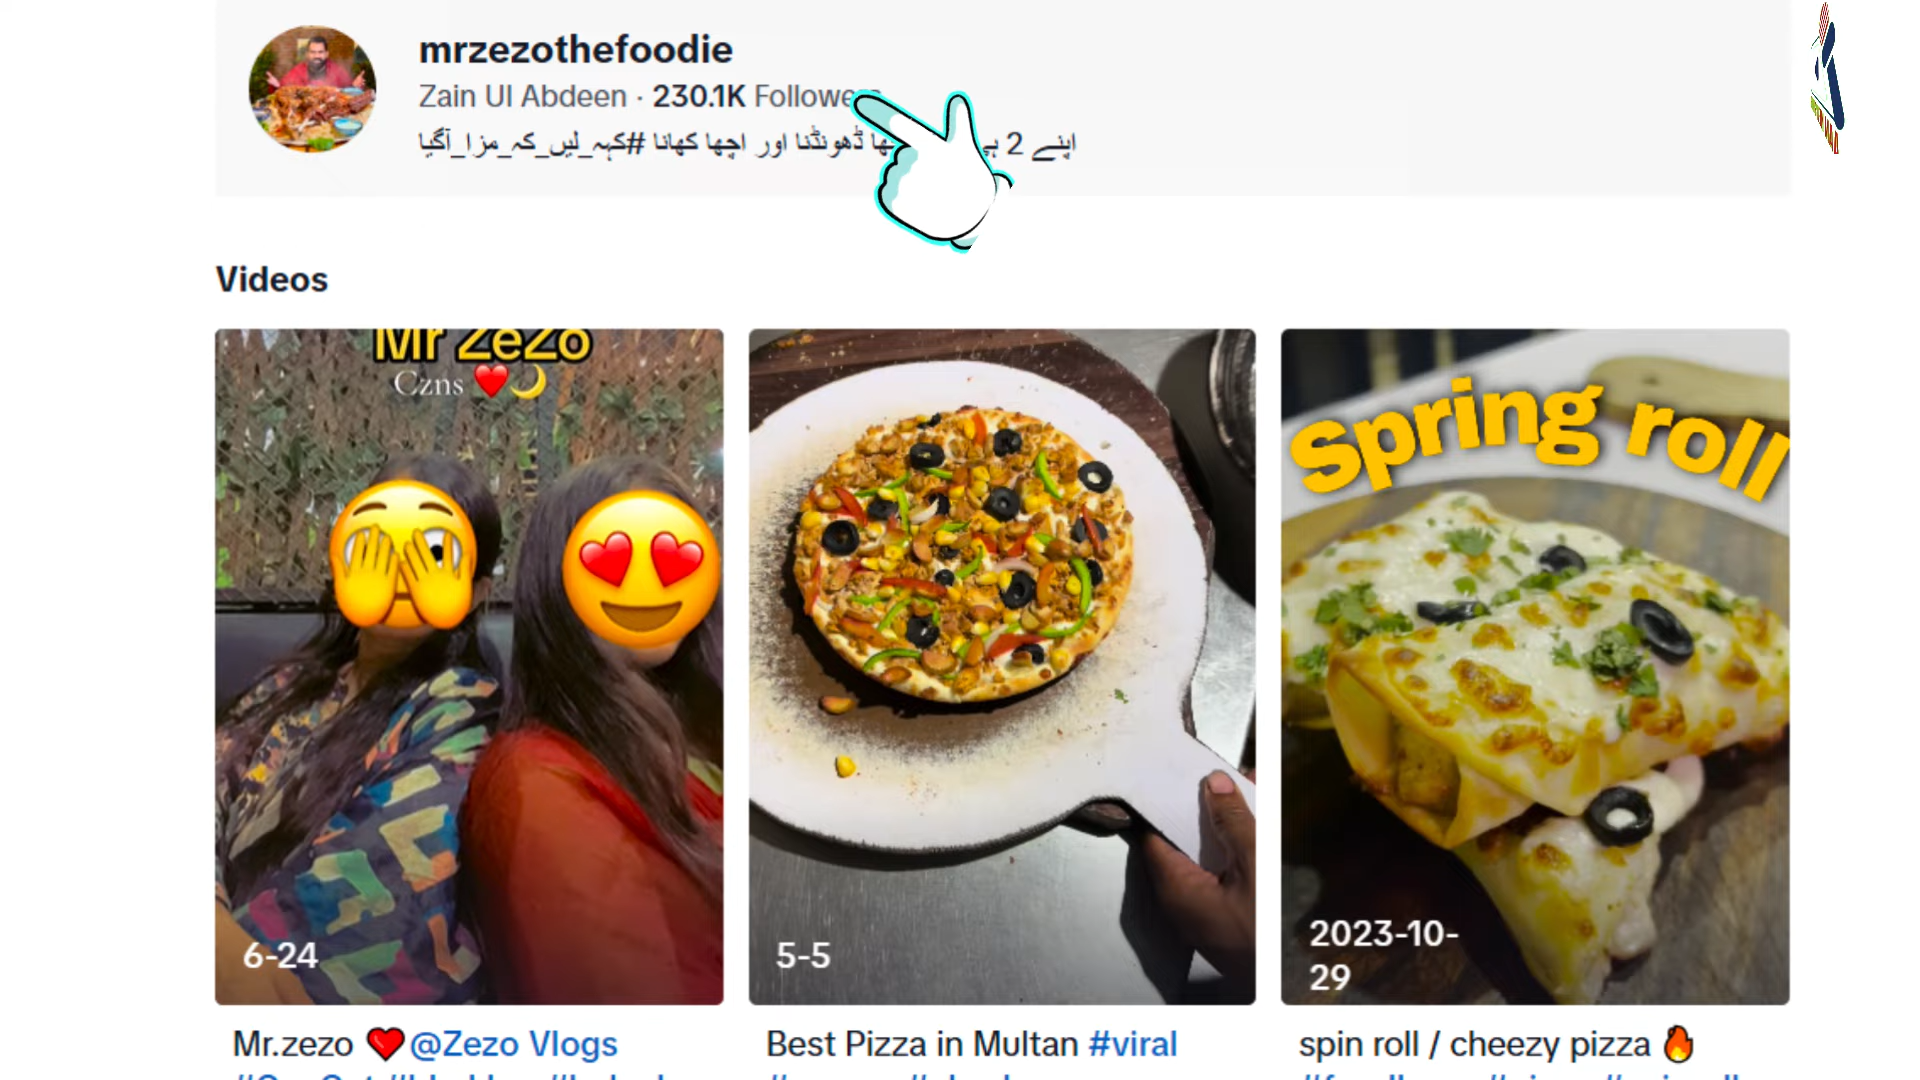 mrzezothefoodie
Zain Ul Abdeen · 230.1K Followers
اپنے 2 ہی ڈھونڈنا اور اچھا کھانا #کہہ_لیں_کہ_مزا_آگیا
Videos
Mr ZeZo
Czns ❤️🌙
6-24
5-5
Spring roll
2023-10-
29
Mr.zezo ❤️@Zezo Vlogs
Best Pizza in Multan #viral
spin roll / cheezy pizza 🔥